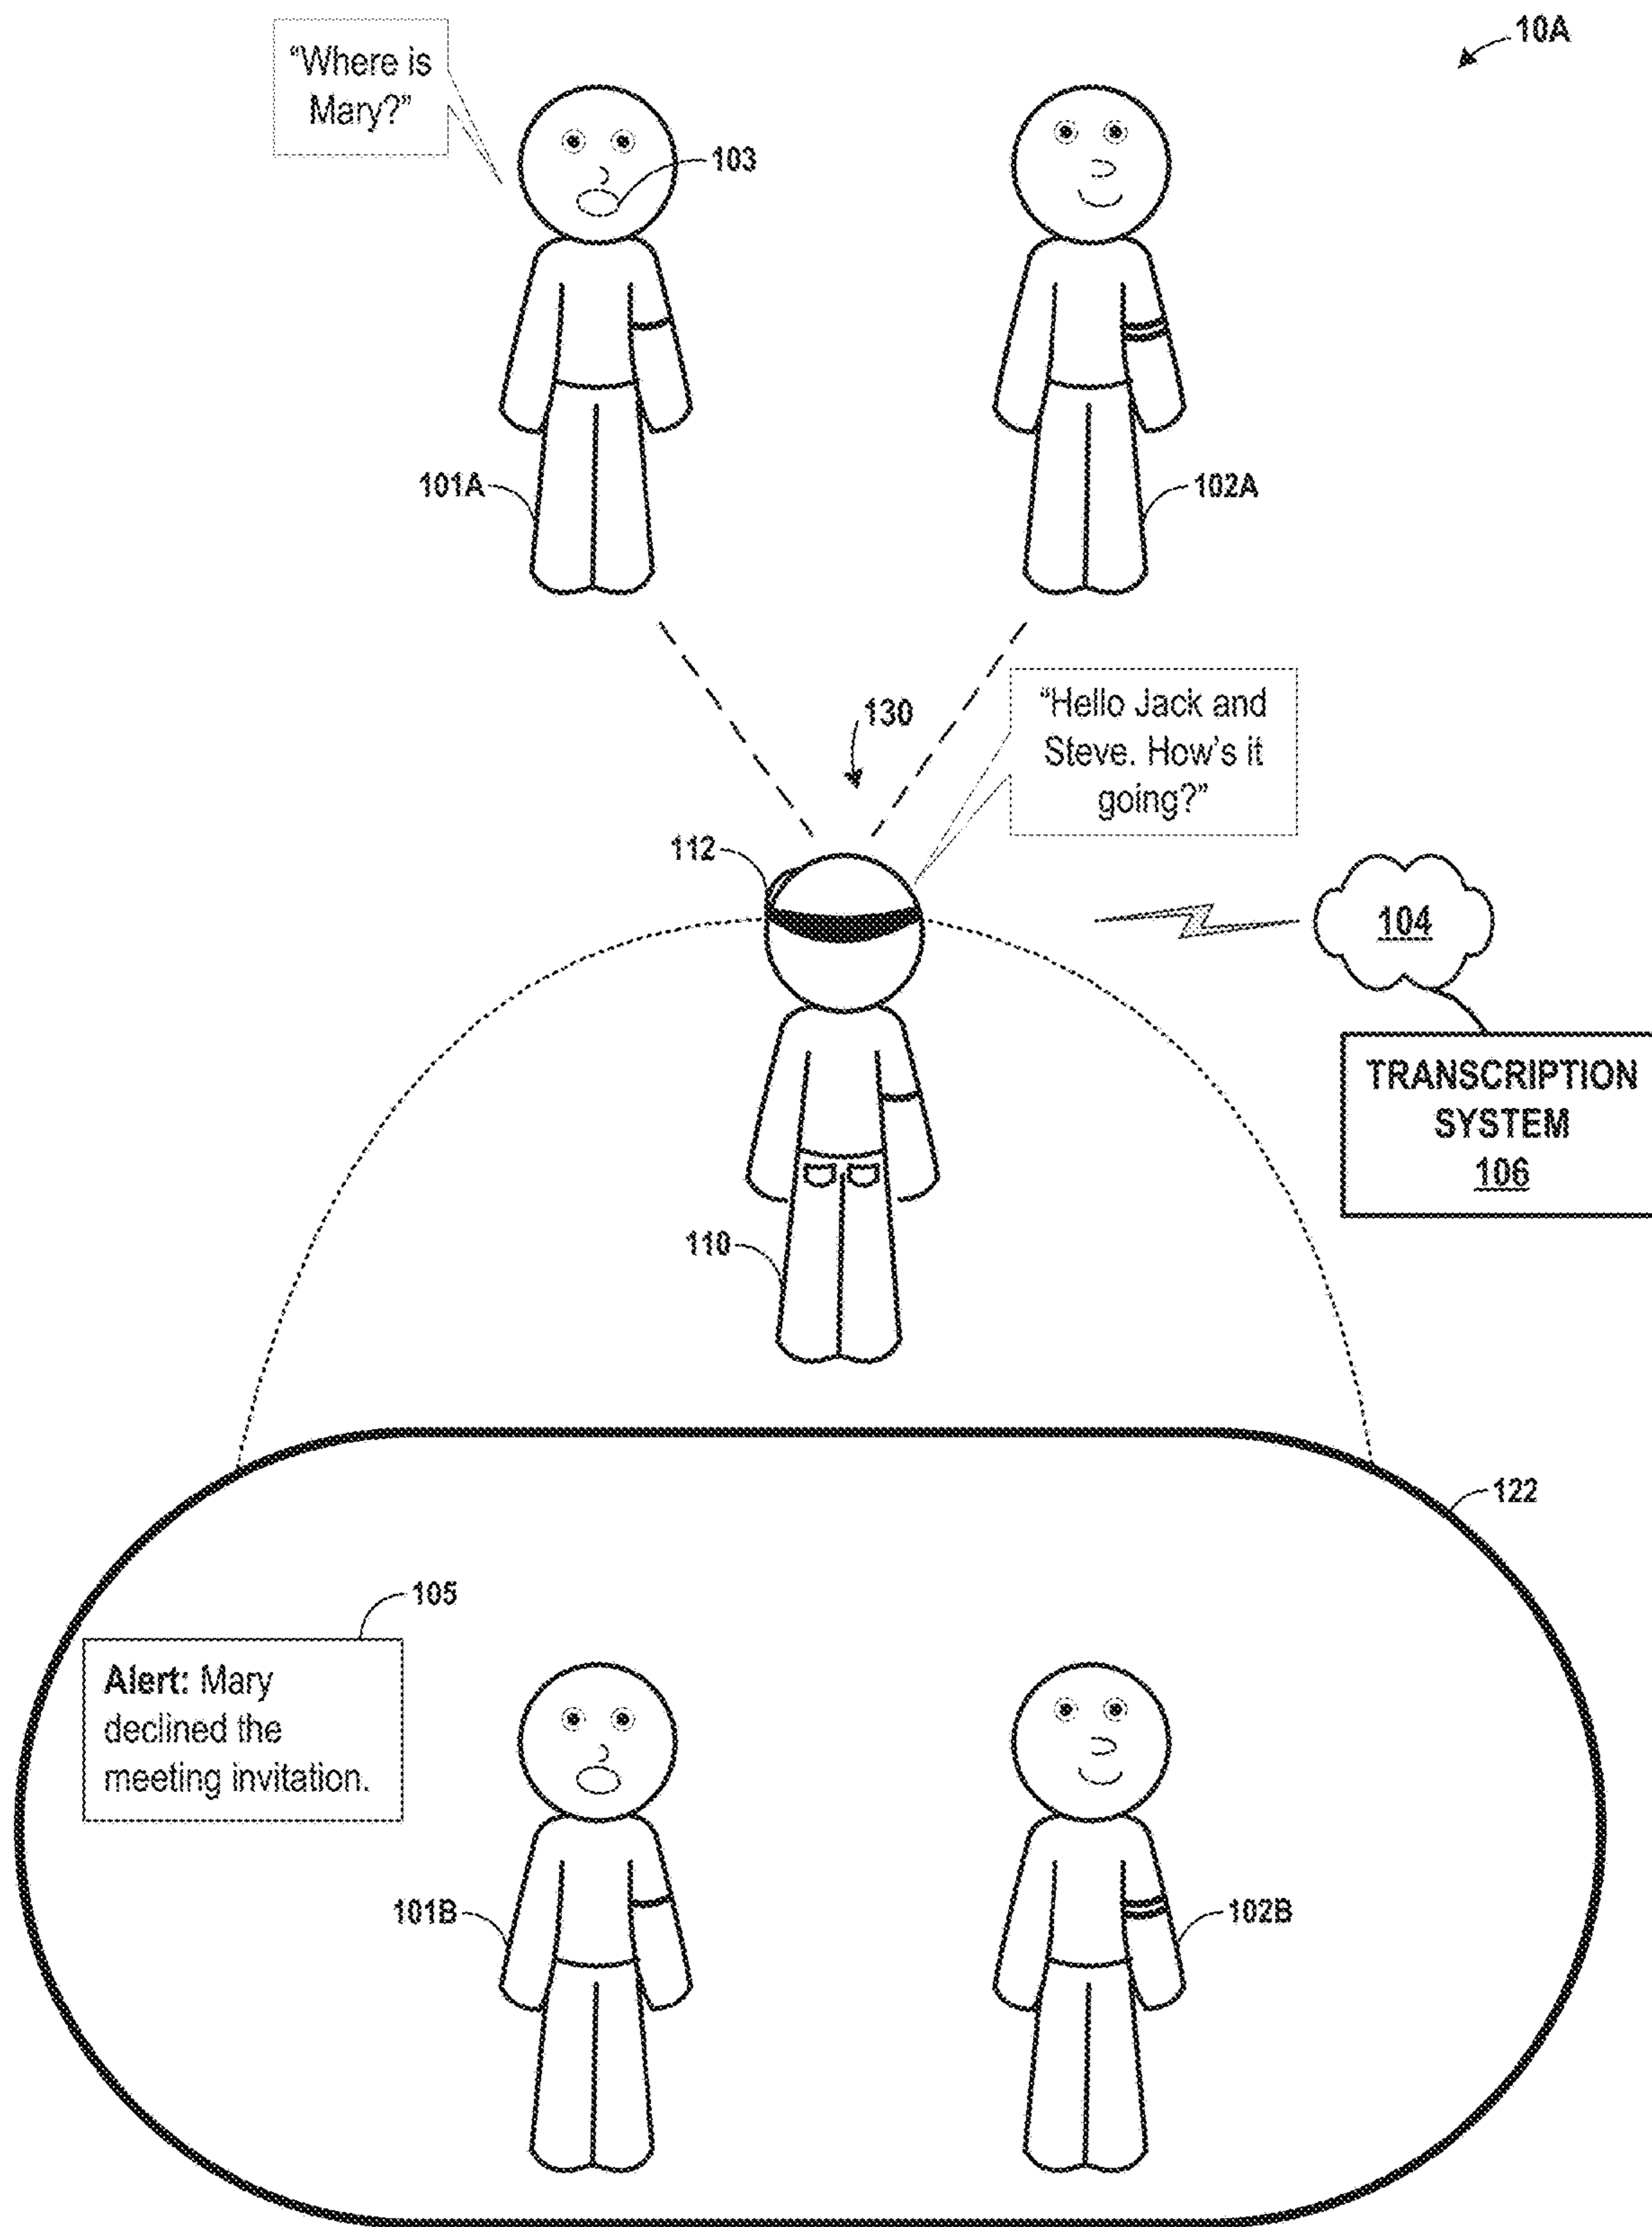 10A
“Where is
Mary?”
103
101A
102A
130
“Hello Jack and
Steve. How’s it
going?”
112
104
TRANSCRIPTION
SYSTEM
106
110
122
105
Alert: Mary
declined the
meeting invitation.
101B
102B